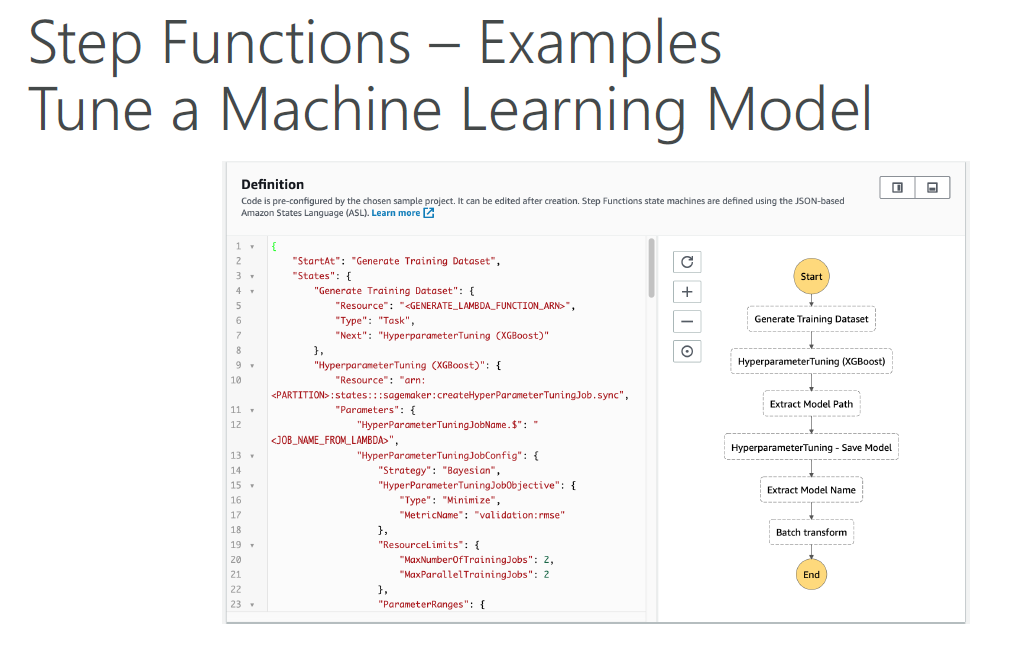 Step Functions – Examples
Tune a Machine Learning Model
Definition
Code is pre-configured by the chosen sample project. It can be edited after creation. Step Functions state machines are defined using the JSON-based
Amazon States Language (ASL). Learn more
1 {
2 "StartAt": "Generate Training Dataset",
3 "States": {
4 "Generate Training Dataset": {
5 "Resource": "<GENERATE_LAMBDA_FUNCTION_ARN>",
6 "Type": "Task",
7 "Next": "HyperparameterTuning (XGBoost)"
8 },
9 "HyperparameterTuning (XGBoost)": {
10 "Resource": "arn:
<PARTITION>:states:::sagemaker:createHyperParameterTuningJob.sync",
11 "Parameters": {
12 "HyperParameterTuningJobName.$": "
<JOB_NAME_FROM_LAMBDA>",
13 "HyperParameterTuningJobConfig": {
14 "Strategy": "Bayesian",
15 "HyperParameterTuningJobObjective": {
16 "Type": "Minimize",
17 "MetricName": "validation:rmse"
18 },
19 "ResourceLimits": {
20 "MaxNumberOfTrainingJobs": 2,
21 "MaxParallelTrainingJobs": 2
22 },
23 "ParameterRanges": {
Start
Generate Training Dataset
HyperparameterTuning (XGBoost)
Extract Model Path
HyperparameterTuning - Save Model
Extract Model Name
Batch transform
End